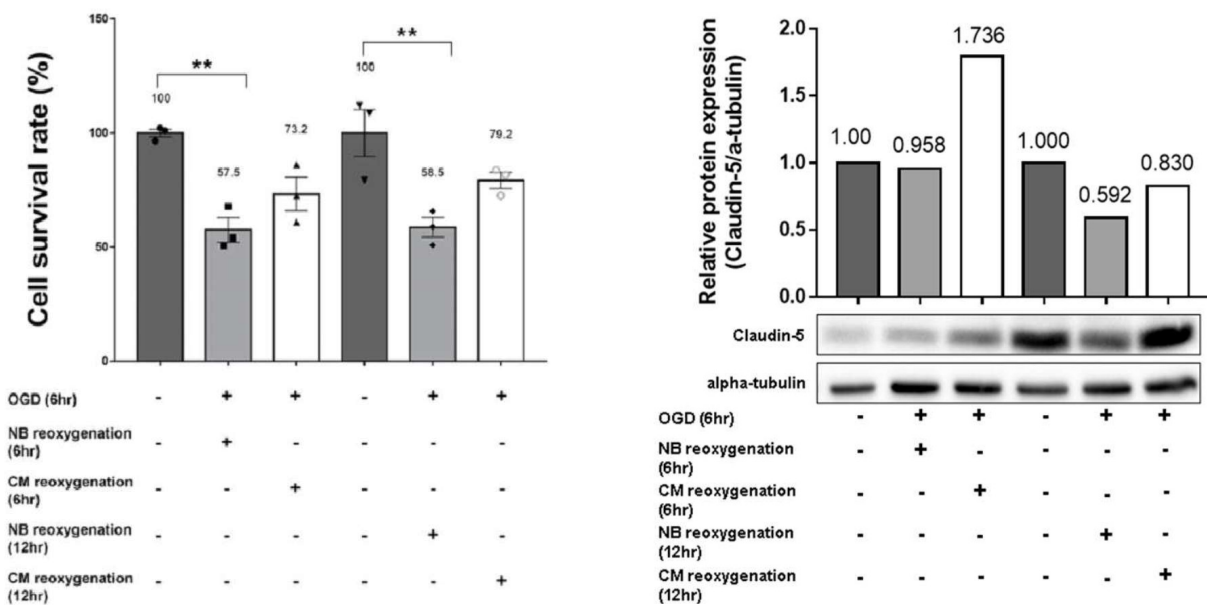 Cell survival rate (%)
150
100
50
0
**
**
100
57.5
73.2
100
58.5
79.2
OGD (6hr) - + + - + +
NB reoxygenation
(6hr) - + - - - -
CM reoxygenation
(6hr) - - + - - -
NB reoxygenation
(12hr) - - - - + -
CM reoxygenation
(12hr) - - - - - +
Relative protein expression
(Claudin-5/a-tubulin)
2.0
1.5
1.0
0.5
0.0
1.00
0.958
1.736
1.000
0.592
0.830
Claudin-5
alpha-tubulin
OGD (6hr) - + + - + +
NB reoxygenation
(6hr) - + - - - -
CM reoxygenation
(6hr) - - + - - -
NB reoxygenation
(12hr) - - - - + -
CM reoxygenation
(12hr) - - - - - +